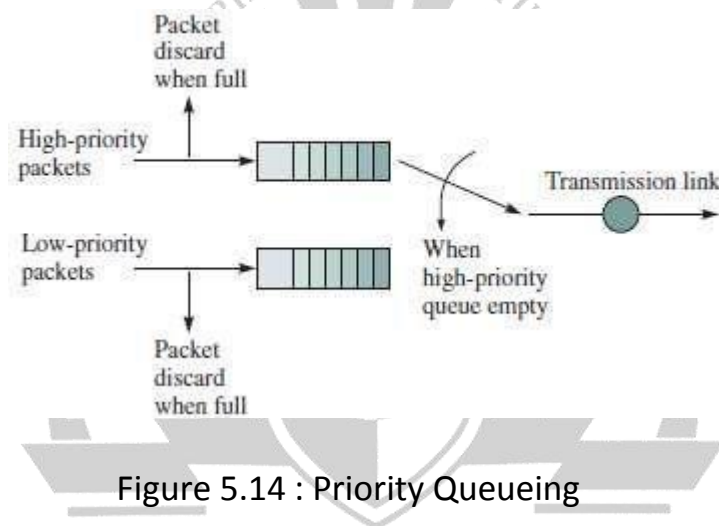 Packet
discard
when full
High-priority
packets
Transmission link
Low-priority
packets
When
high-priority
queue empty
Packet
discard
when full
Figure 5.14 : Priority Queueing